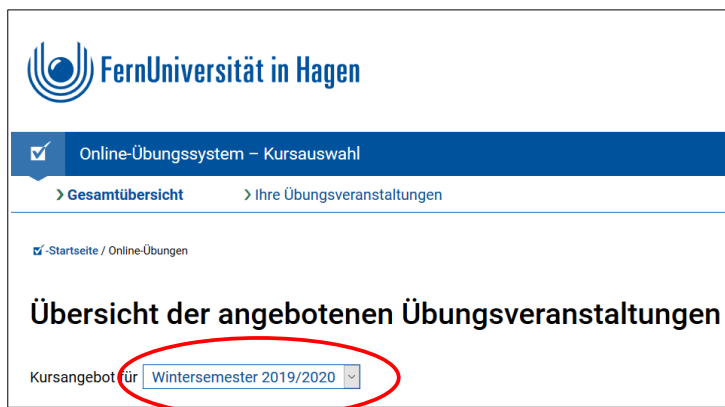 FernUniversität in Hagen
Online-Übungssystem – Kursauswahl
Gesamtübersicht Ihre Übungsveranstaltungen
-Startseite / Online-Übungen
Übersicht der angebotenen Übungsveranstaltungen
Kursangebot für Wintersemester 2019/2020